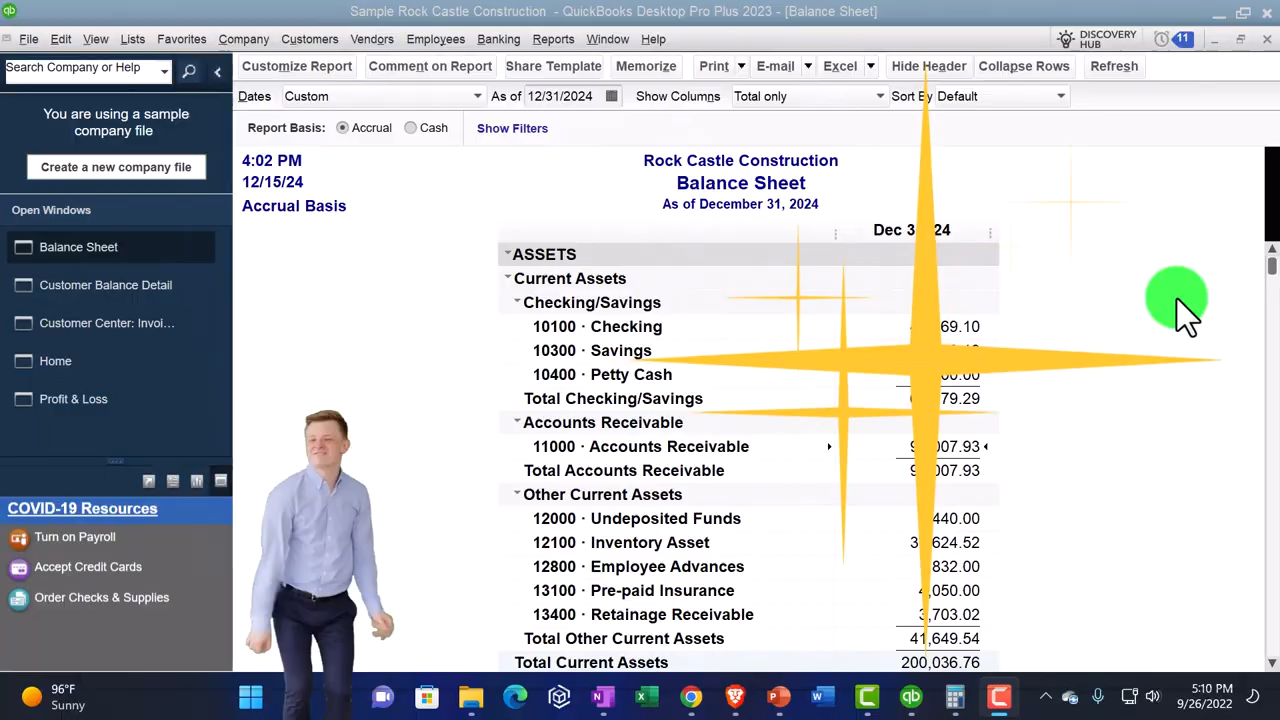 Sample Rock Castle Construction - QuickBooks Desktop Pro Plus 2023 - [Balance Sheet]
File Edit View Lists Favorites Company Customers Vendors Employees Banking Reports Window Help
DISCOVERY HUB 11
Search Company or Help
Customize Report Comment on Report Share Template Memorize Print E-mail Excel Hide Header Collapse Rows Refresh
Dates Custom As of 12/31/2024 Show Columns Total only Sort By Default
You are using a sample company file
Report Basis: Accrual Cash Show Filters
Create a new company file
4:02 PM
12/15/24
Accrual Basis
Rock Castle Construction
Balance Sheet
As of December 31, 2024
Open Windows
Balance Sheet
Customer Balance Detail
Customer Center: Invoi...
Home
Profit & Loss
COVID-19 Resources
Turn on Payroll
Accept Credit Cards
Order Checks & Supplies
ASSETS
Current Assets
Checking/Savings
10100 · Checking
10300 · Savings
10400 · Petty Cash
Total Checking/Savings
Accounts Receivable
11000 · Accounts Receivable
Total Accounts Receivable
Other Current Assets
12000 · Undeposited Funds
12100 · Inventory Asset
12800 · Employee Advances
13100 · Pre-paid Insurance
13400 · Retainage Receivable
Total Other Current Assets 41,649.54
Total Current Assets 200,036.76
96°F
Sunny
5:10 PM
9/26/2022